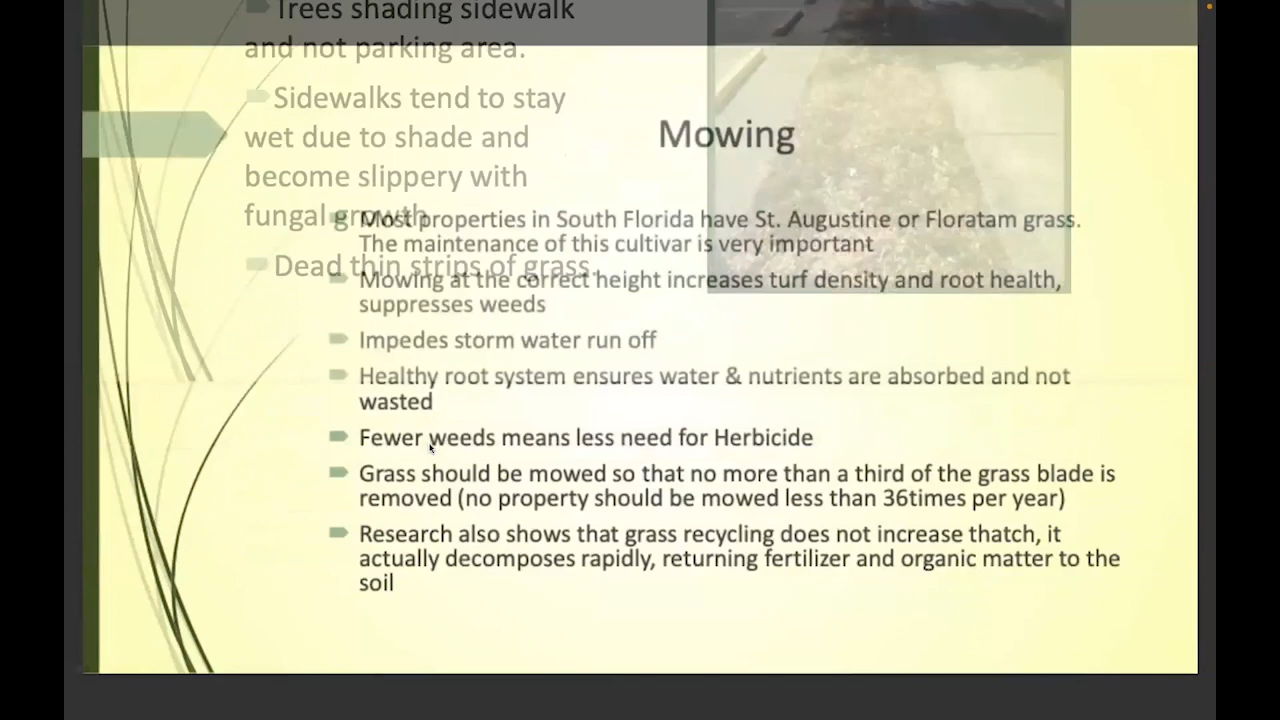 Trees shading sidewalk
and not parking area.
Sidewalks tend to stay
wet due to shade and
become slippery with
fungal growth.
Dead thin strips of grass.
Mowing
Most properties in South Florida have St. Augustine or Floratam grass.
The maintenance of this cultivar is very important
Mowing at the correct height increases turf density and root health,
suppresses weeds
Impedes storm water run off
Healthy root system ensures water & nutrients are absorbed and not
wasted
Fewer weeds means less need for Herbicide
Grass should be mowed so that no more than a third of the grass blade is
removed (no property should be mowed less than 36times per year)
Research also shows that grass recycling does not increase thatch, it
actually decomposes rapidly, returning fertilizer and organic matter to the
soil